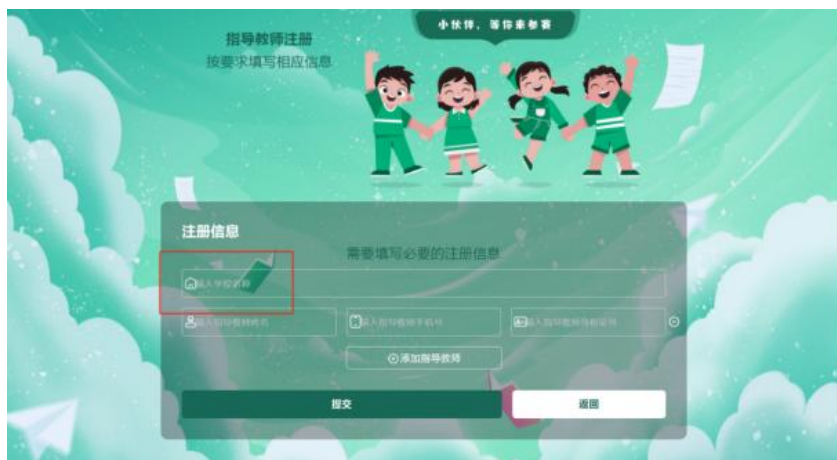 小伙伴，等你来参赛
指导教师注册
按要求填写相应信息
注册信息
需要填写必要的注册信息
输入学校名称
输入指导教师姓名
输入指导教师手机号
输入指导教师身份证号
添加指导教师
提交
返回